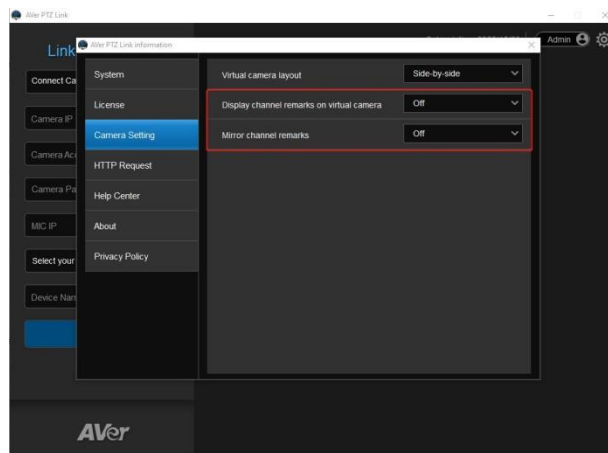 AVer PTZ Link
Link
AVer PTZ Link information
Admin
Connect Ca
System
Virtual camera layout
Side-by-side
License
Display channel remarks on virtual camera
Off
Camera IP
Camera Setting
Mirror channel remarks
Off
Camera Acc
HTTP Request
Camera Pa
Help Center
MIC IP
About
Select your
Privacy Policy
Device Nam
AVer